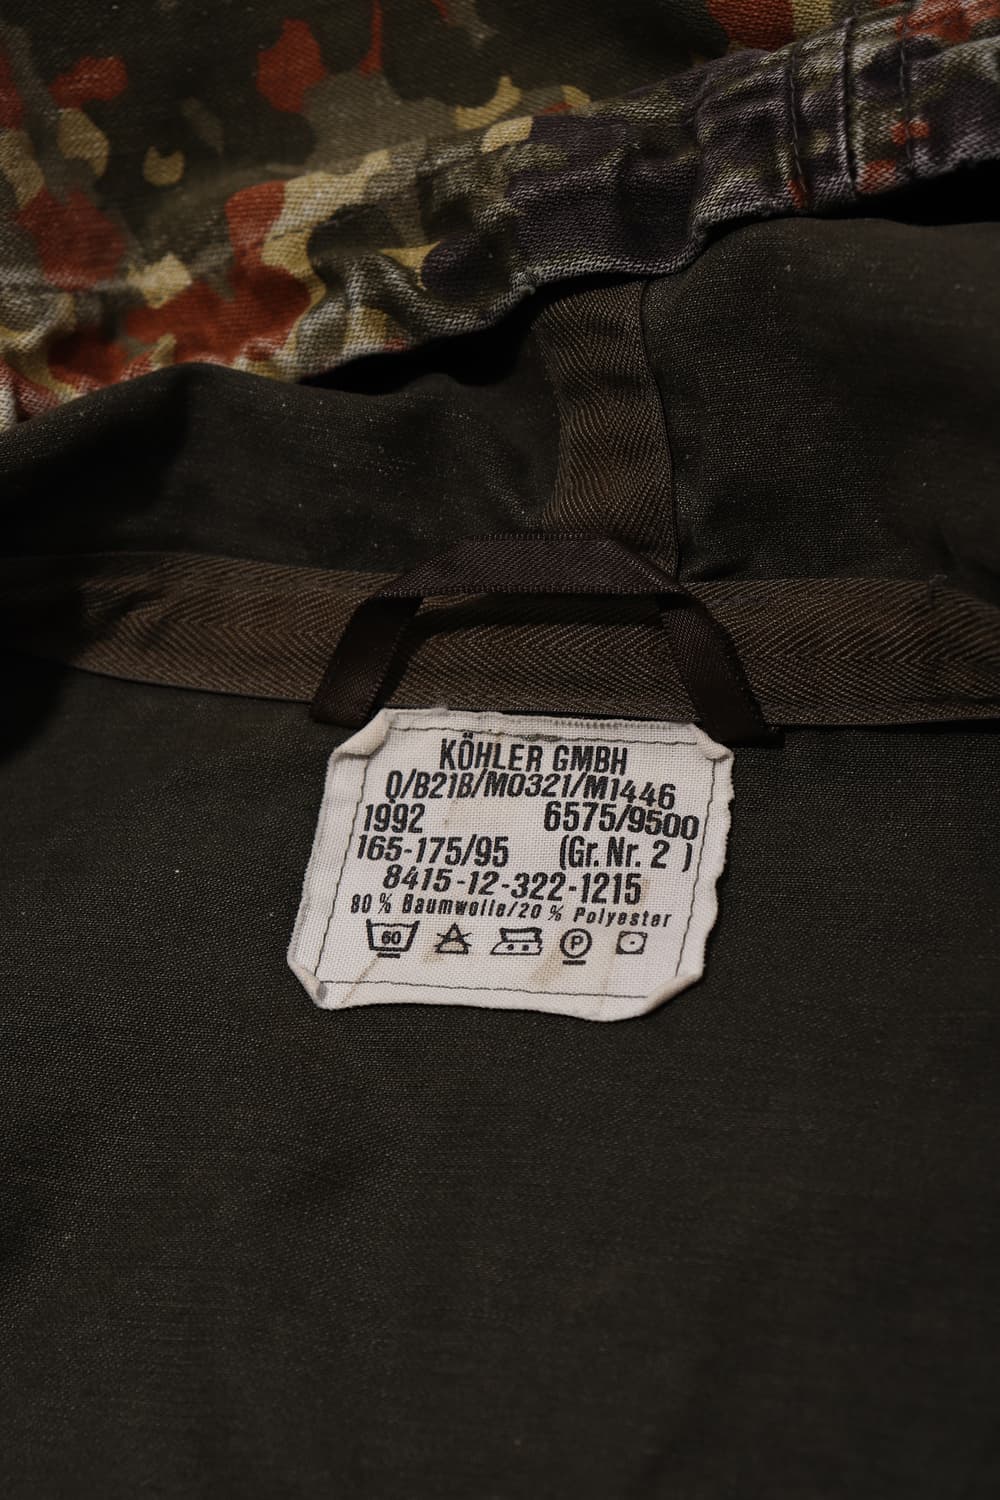 KÖHLER GMBH
Q/B21B/M0321/M1446
1992 6575/9500
165-175/95 (Gr. Nr. 2 )
8415-12-322-1215
80 % Baumwolle/20 % Polyester
60 P